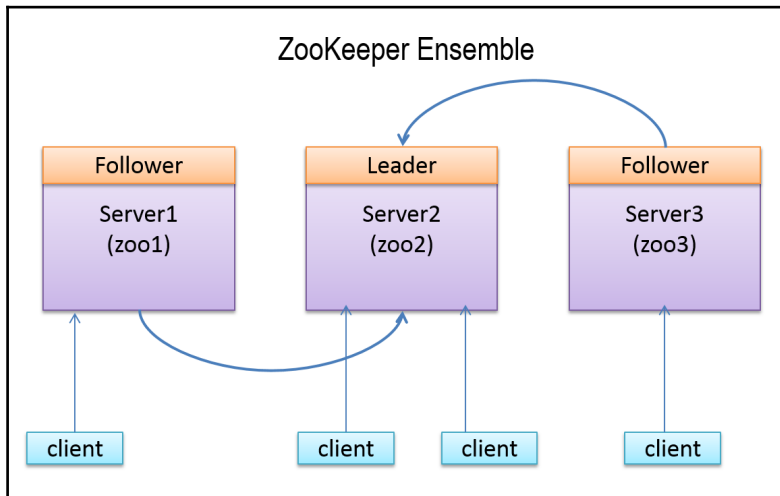 ZooKeeper Ensemble
Follower
Leader
Follower
Server1
(zoo1)
Server2
(zoo2)
Server3
(zoo3)
client
client
client
client